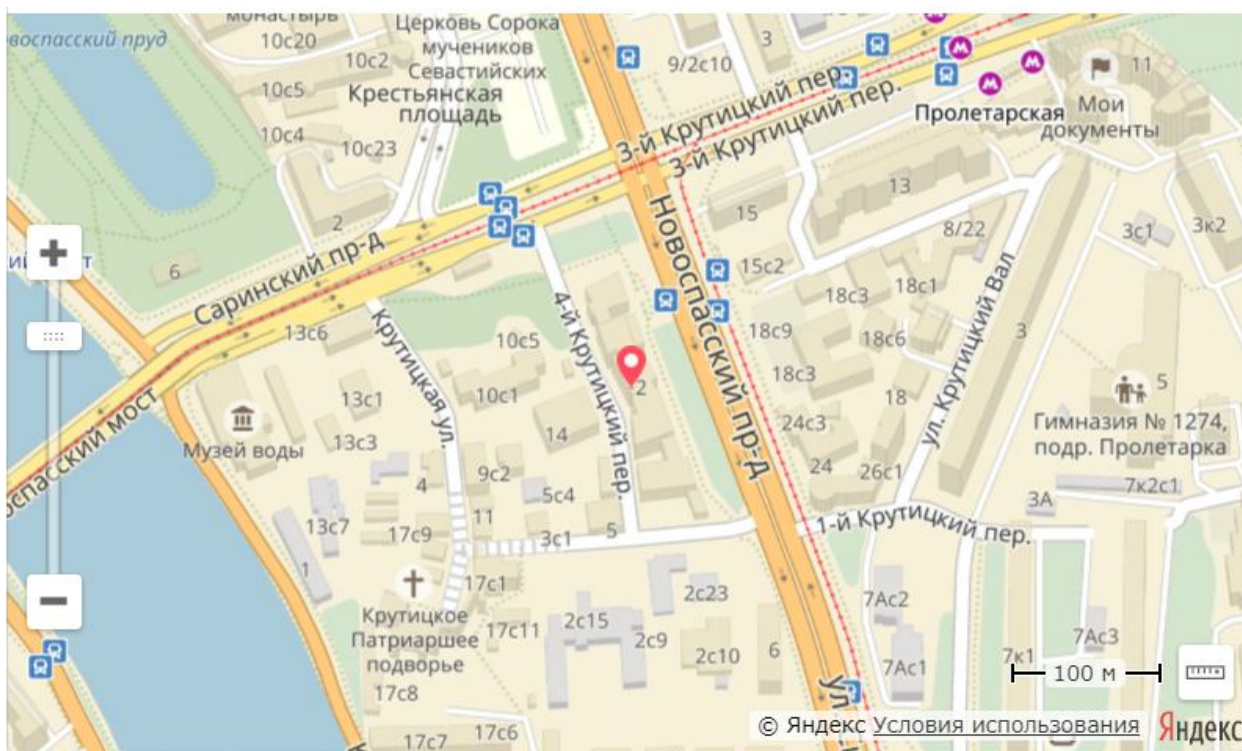 монастырь
Церковь Сорока
мучеников
Севастийских
10с20
10с2
воспасский пруд
10с5
Крестьянская
площадь
10с4
10с23
9/2с10
3
3-й Крутицкий пер.
3-й Крутицкий пер.
Пролетарская
Мои
документы
11
13
15
8/22
3с1
3к2
2
6
Саринский пр-д
15с2
18с3
18с1
Новоспасский пр-д
ул. Крутицкий Вал
3
13с6
Крутицкая ул.
10с5
4-й Крутицкий пер.
18с9
18с6
18с3
10с1
2
18
5
13с1
Музей воды
13с3
14
24с3
Гимназия № 1274,
подр. Пролетарка
9с2
24
26с1
4
5с4
7к2с1
3А
13с7
17с9
11
3с1
5
1-й Крутицкий пер.
1
17с1
2с23
7Ас2
Крутицкое
Патриаршее
подворье
17с11
2с15
2с9
2с10
6
7Ас3
7Ас1
7к1
100 м
17с8
17с7
17с6
ул
© Яндекс Условия использования
Яндекс